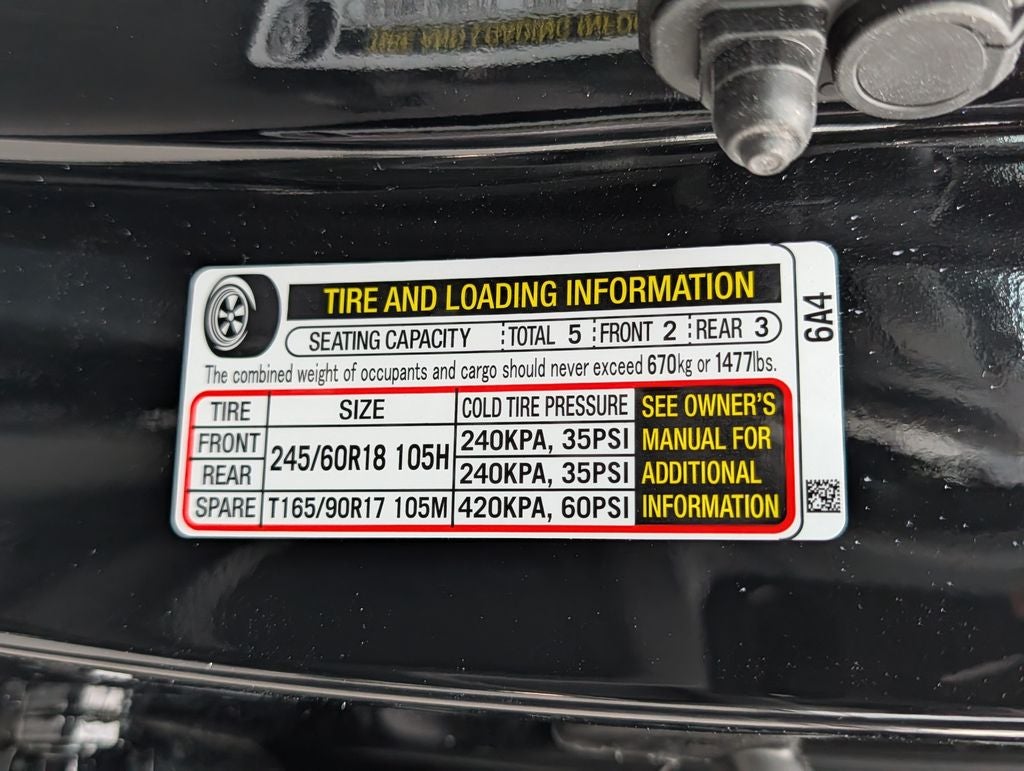 TIRE AND LOADING INFORMATION
SEATING CAPACITY TOTAL 5 FRONT 2 REAR 3
The combined weight of occupants and cargo should never exceed 670kg or 1477lbs.
TIRE SIZE COLD TIRE PRESSURE SEE OWNER'S
FRONT 245/60R18 105H 240KPA, 35PSI MANUAL FOR
REAR 240KPA, 35PSI ADDITIONAL
SPARE T165/90R17 105M 420KPA, 60PSI INFORMATION
6A4